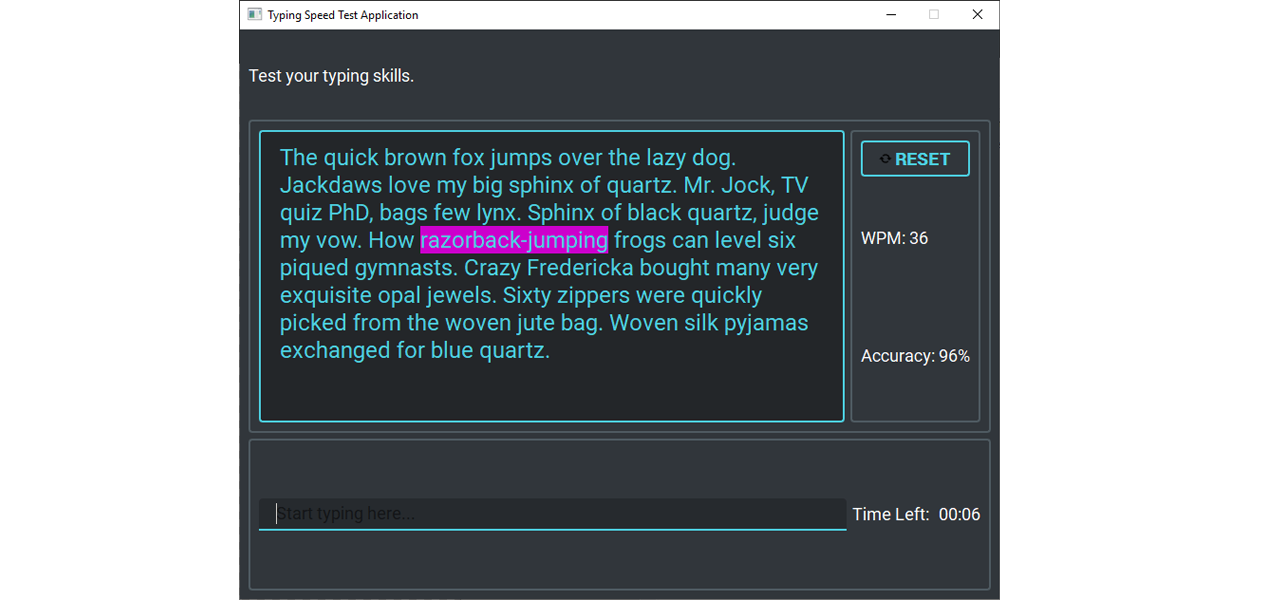 Typing Speed Test Application
Test your typing skills.
The quick brown fox jumps over the lazy dog.
Jackdaws love my big sphinx of quartz. Mr. Jock, TV
quiz PhD, bags few lynx. Sphinx of black quartz, judge
my vow. How razorback-jumping frogs can level six
piqued gymnasts. Crazy Fredericka bought many very
exquisite opal jewels. Sixty zippers were quickly
picked from the woven jute bag. Woven silk pyjamas
exchanged for blue quartz.
RESET
WPM: 36
Accuracy: 96%
Start typing here...
Time Left: 00:06